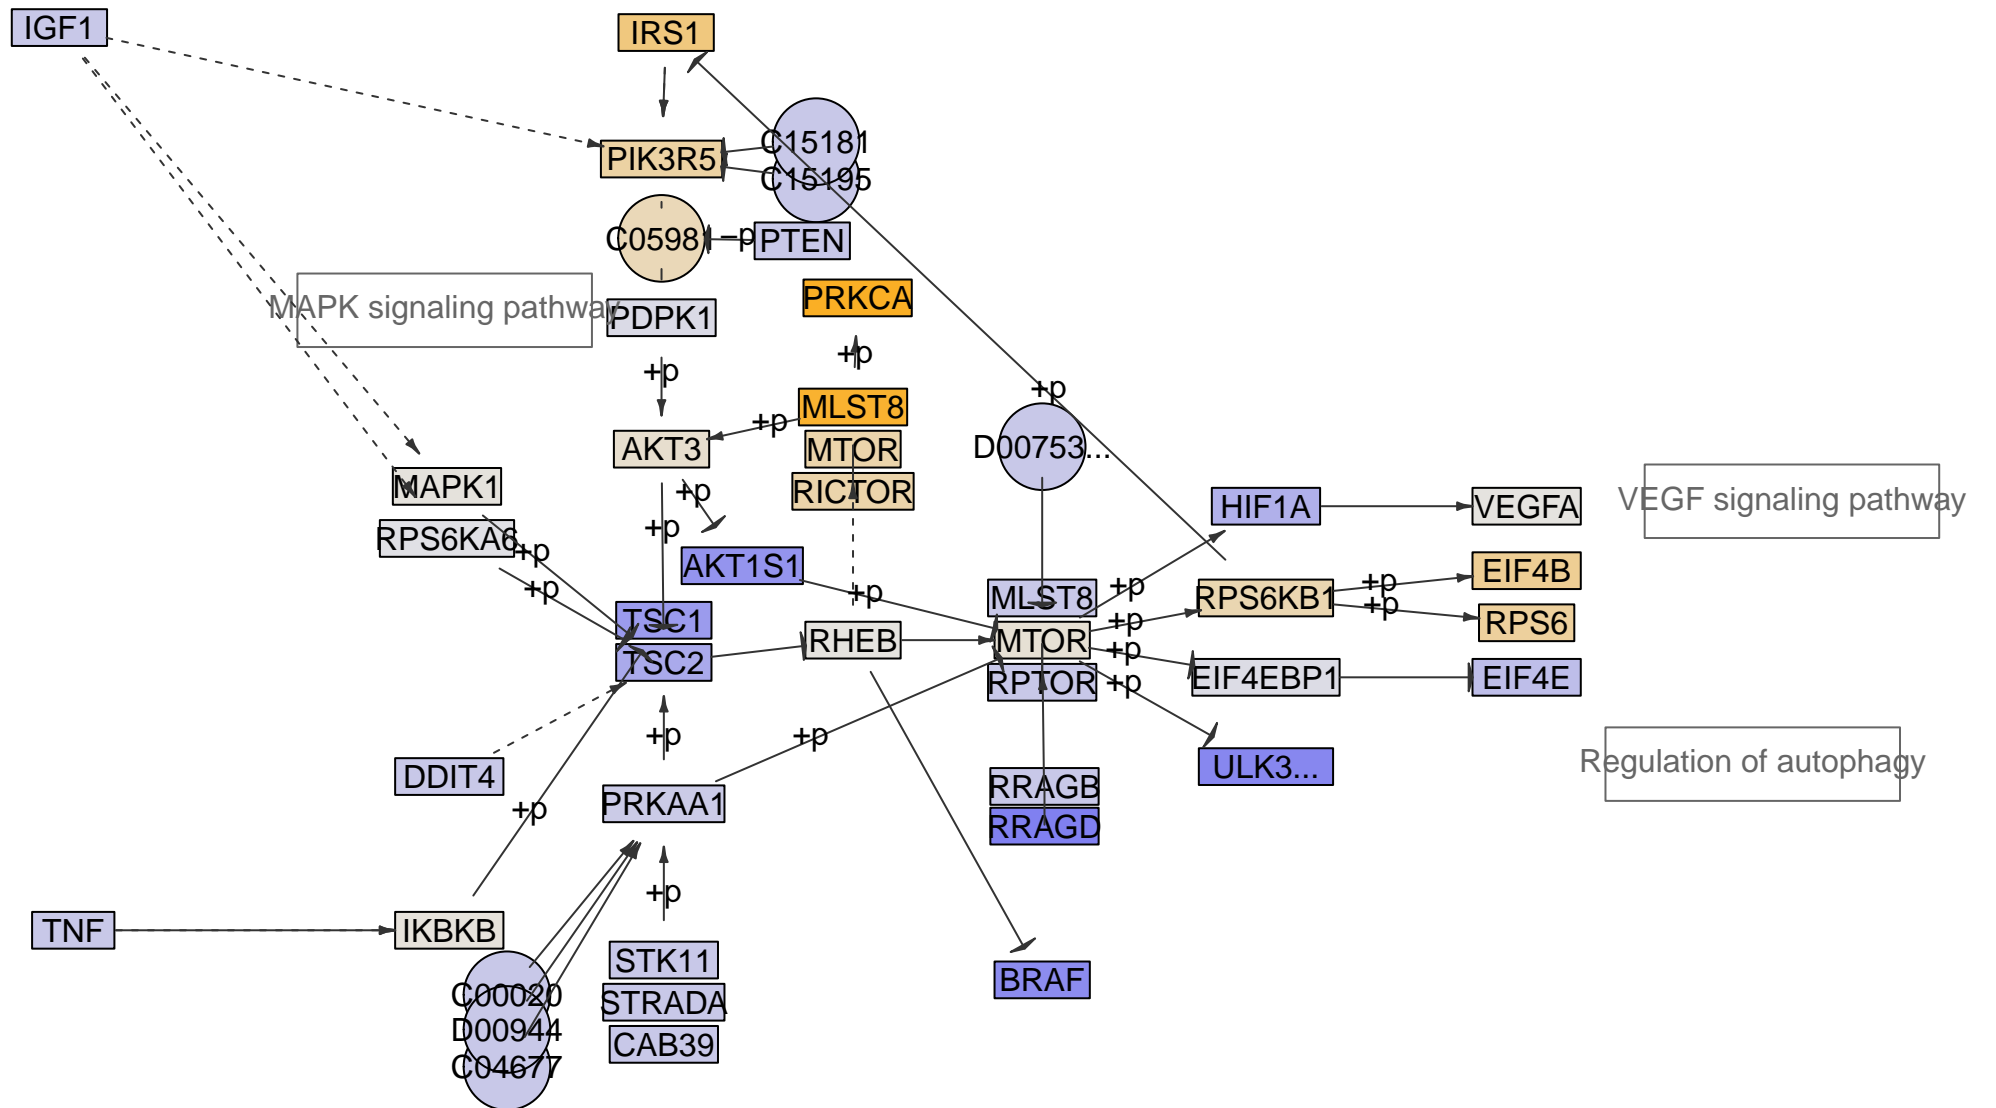 IGF1
IRS1
PIK3R5
C15181
C15195
C0598
−p
PTEN
MAPK signaling pathway
PDPK1
PRKCA
+p
+p
+p
MLST8
+p
AKT3
MTOR
D00753...
MAPK1
RICTOR
+p
HIF1A
VEGFA
VEGF signaling pathway
RPS6KA6
+p
+p
AKT1S1
EIF4B
+p
+p
+p
+p
MLST8
RPS6KB1
+p
TSC1
+p
RPS6
RHEB
MTOR
+p
TSC2
RPTOR
+p
EIF4EBP1
EIF4E
+p
+p
DDIT4
ULK3...
Regulation of autophagy
PRKAA1
RRAGB
+p
RRAGD
+p
TNF
IKBKB
STK11
BRAF
C00020
STRADA
D00944
CAB39
C04677